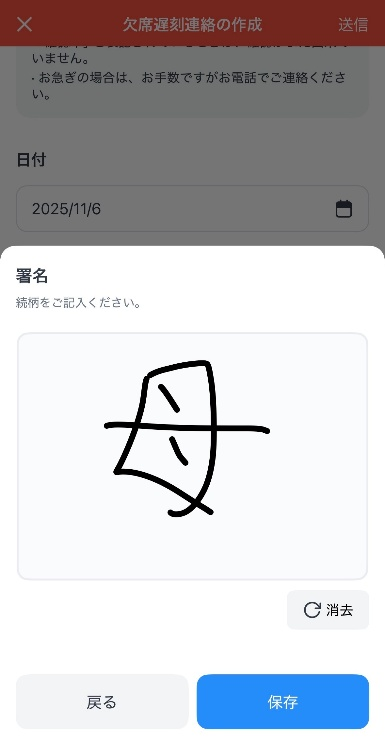 欠席遅刻連絡の作成
送信
いません。
・お急ぎの場合は、お手数ですがお電話でご連絡くださ
い。
日付
2025/11/6
署名
続柄をご記入ください。
母
消去
戻る
保存